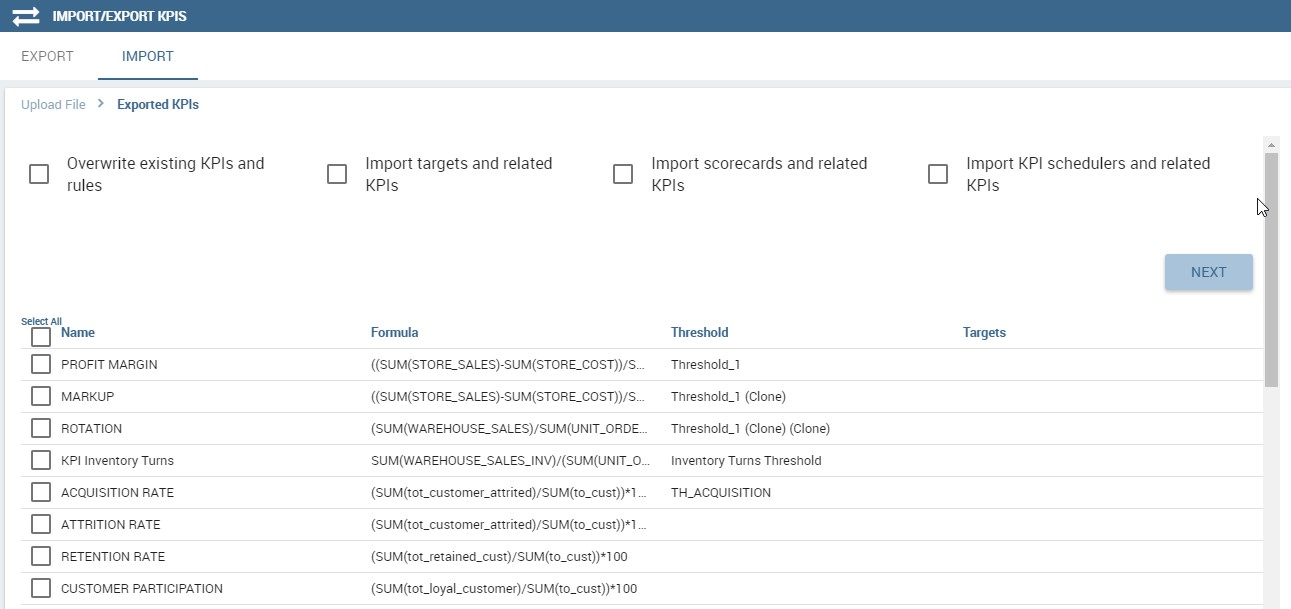 IMPORT/EXPORT KPIS
EXPORT IMPORT
Upload File > Exported KPIs
Overwrite existing KPIs and rules
Import targets and related KPIs
Import scorecards and related KPIs
Import KPI schedulers and related KPIs
NEXT
Select All
Name Formula Threshold Targets
PROFIT MARGIN ((SUM(STORE_SALES)-SUM(STORE_COST))/S... Threshold_1
MARKUP ((SUM(STORE_SALES)-SUM(STORE_COST))/S... Threshold_1 (Clone)
ROTATION (SUM(WAREHOUSE_SALES)/SUM(UNIT_ORDE... Threshold_1 (Clone) (Clone)
KPI Inventory Turns SUM(WAREHOUSE_SALES_INV)/(SUM(UNIT_O... Inventory Turns Threshold
ACQUISITION RATE (SUM(tot_customer_attrited)/SUM(to_cust))*1... TH_ACQUISITION
ATTRITION RATE (SUM(tot_customer_attrited)/SUM(to_cust))*1...
RETENTION RATE (SUM(tot_retained_cust)/SUM(to_cust))*100
CUSTOMER PARTICIPATION (SUM(tot_loyal_customer)/SUM(to_cust))*100